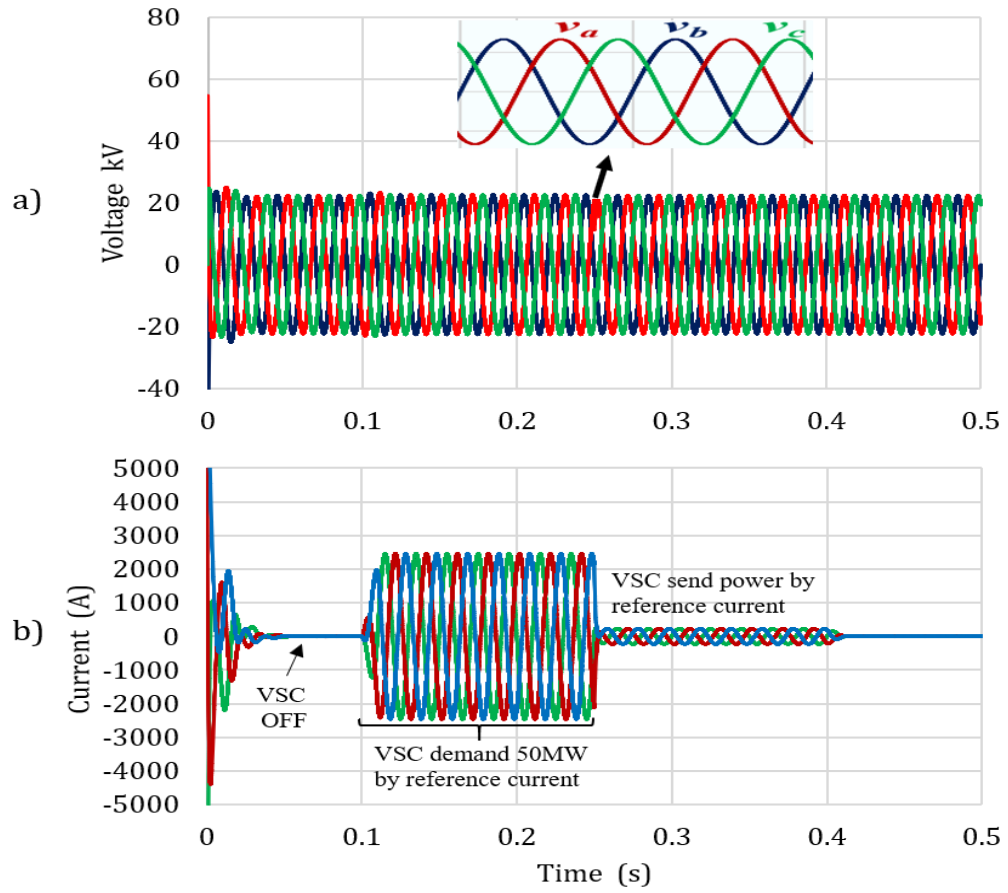 a)
Voltage kV
80
60
40
20
0
-20
-40
v_a v_b v_c
0 0.1 0.2 0.3 0.4 0.5
b)
Current (A)
5000
4000
3000
2000
1000
0
-1000
-2000
-3000
-4000
-5000
VSC send power by
reference current
VSC
OFF
VSC demand 50MW
by reference current
0 0.1 0.2 0.3 0.4 0.5
Time (s)